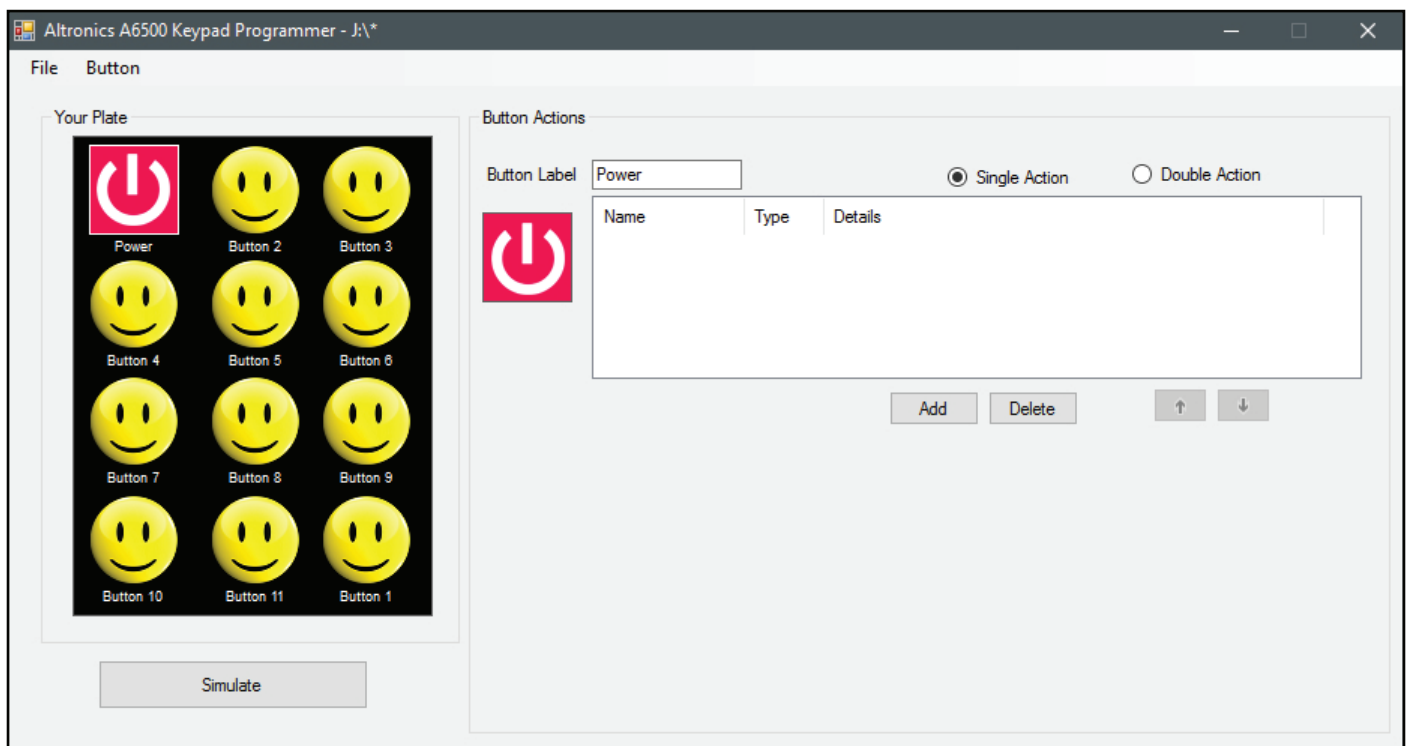 Altronics A6500 Keypad Programmer - J:\*
File Button
Your Plate
Power Button 2 Button 3
Button 4 Button 5 Button 6
Button 7 Button 8 Button 9
Button 10 Button 11 Button 1
Simulate
Button Actions
Button Label Power Single Action Double Action
Name Type Details
Add Delete